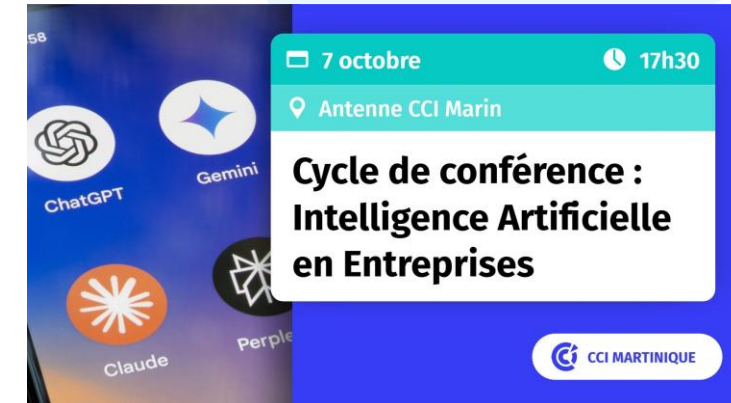 :58
ChatGPT
Gemini
Claude
Perple
7 octobre
17h30
Antenne CCI Marin
Cycle de conférence :
Intelligence Artificielle
en Entreprises
CCI MARTINIQUE